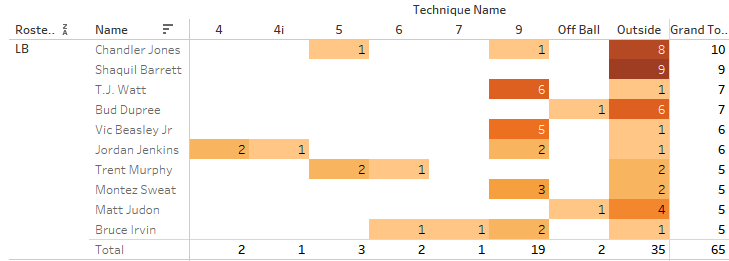 Technique Name
Roste.. Z A Name 4 4i 5 6 7 9 Off Ball Outside Grand To..
LB Chandler Jones 1 1 8 10
Shaquil Barrett 9 9
T.J. Watt 6 1 7
Bud Dupree 1 6 7
Vic Beasley Jr 5 1 6
Jordan Jenkins 2 1 2 1 6
Trent Murphy 2 1 2 5
Montez Sweat 3 2 5
Matt Judon 1 4 5
Bruce Irvin 1 1 2 1 5
Total 2 1 3 2 1 19 2 35 65